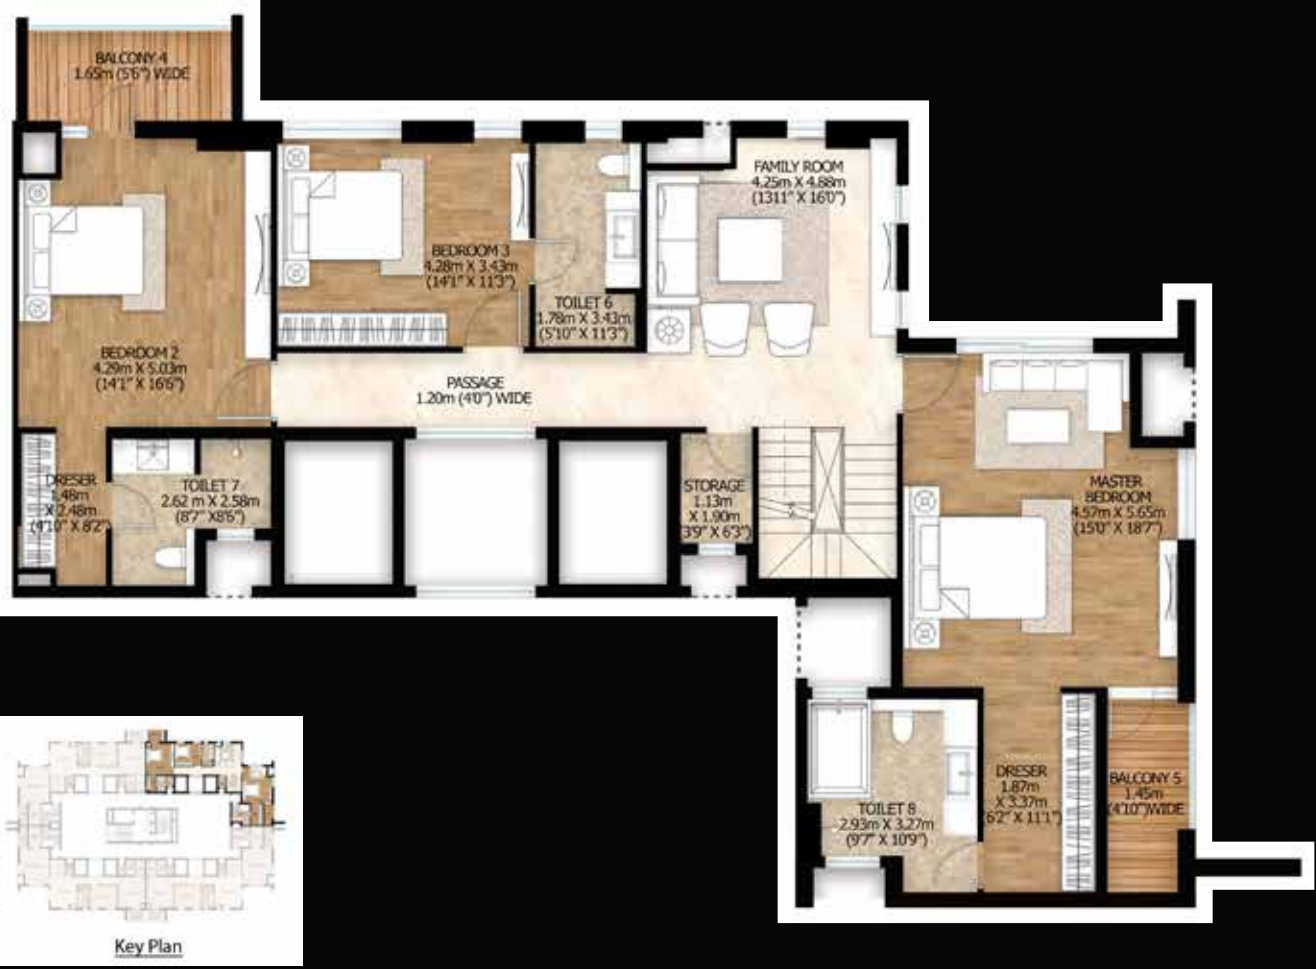 BALCONY 4
1.65m (5'6") WIDE
BEDROOM 2
4.29m X 5.03m
(14'1" X 16'6")
BEDROOM 3
4.28m X 3.43m
(14'1" X 11'3")
TOILET 6
1.78m X 3.43m
(5'10" X 11'3")
FAMILY ROOM
4.25m X 4.88m
(1311" X 16'0")
PASSAGE
1.20m (4'0") WIDE
DRESER
1.48m
X 2.48m
(4'10" X 8'2")
TOILET 7
2.62 m X 2.58m
(8'7" X8'6")
STORAGE
1.13m
X 1.90m
(3'9" X 6'3")
MASTER
BEDROOM
4.57m X 5.65m
(15'0" X 18'7")
TOILET 8
2.93m X 3.27m
(9'7" X 10'9")
DRESER
1.87m
X 3.37m
(6'2" X 11'1")
BALCONY 5
1.45m
(4'10")WIDE
Key Plan